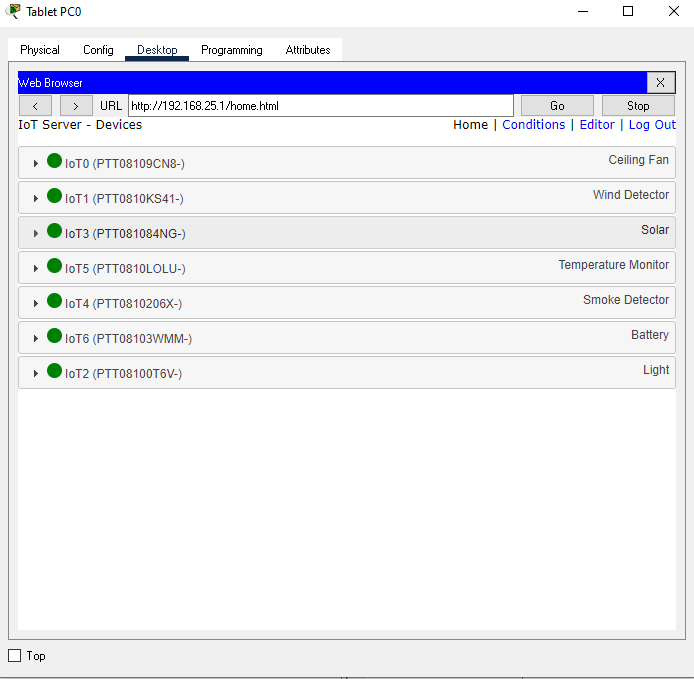 Tablet PC0
Physical Config Desktop Programming Attributes
Web Browser X
< > URL http://192.168.25.1/home.html Go Stop
IoT Server - Devices Home | Conditions | Editor | Log Out
IoT0 (PTT08109CN8-) Ceiling Fan
IoT1 (PTT0810KS41-) Wind Detector
IoT3 (PTT081084NG-) Solar
IoT5 (PTT0810LOLU-) Temperature Monitor
IoT4 (PTT0810206X-) Smoke Detector
IoT6 (PTT08103WMM-) Battery
IoT2 (PTT08100T6V-) Light
Top